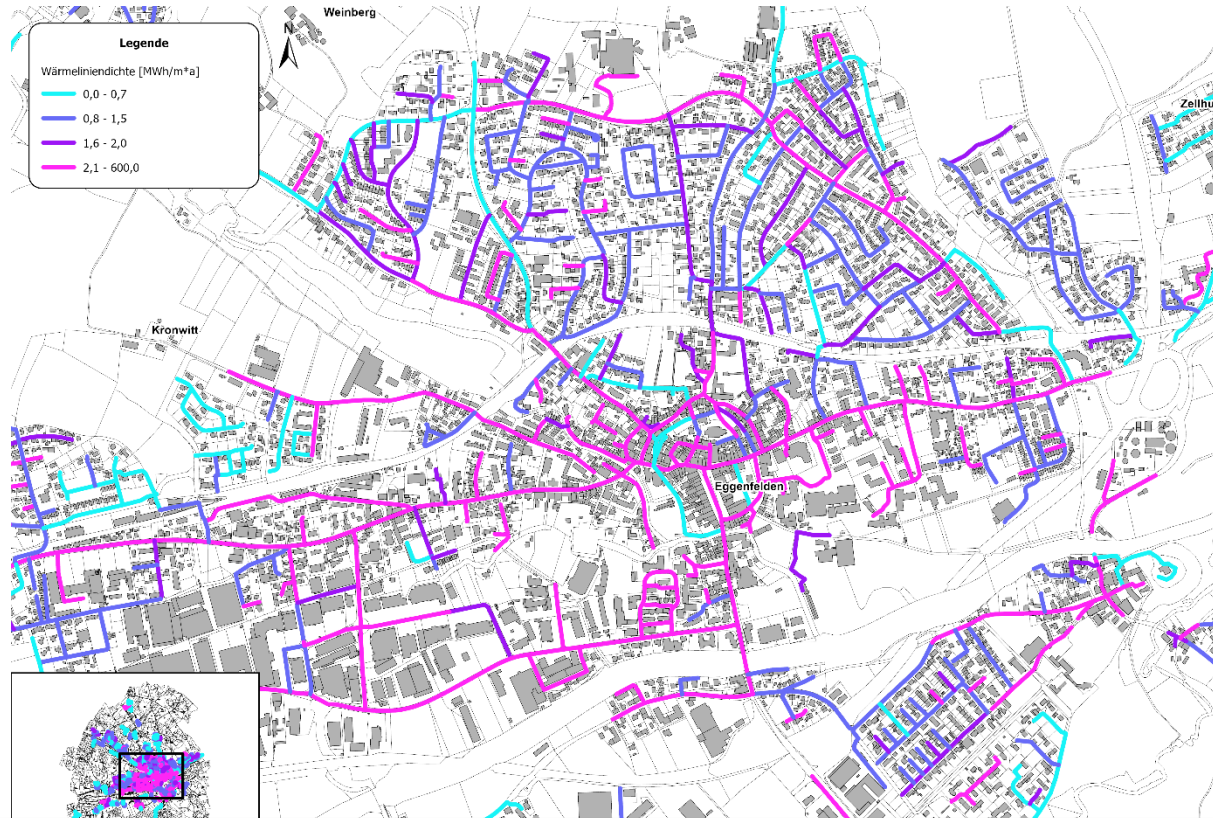 Weinberg
N
Legende
Wärmeliniendichte [MWh/m*a]
0,0 - 0,7
0,8 - 1,5
1,6 - 2,0
2,1 - 600,0
Zellhu
Kronwitt
Eggenfelden